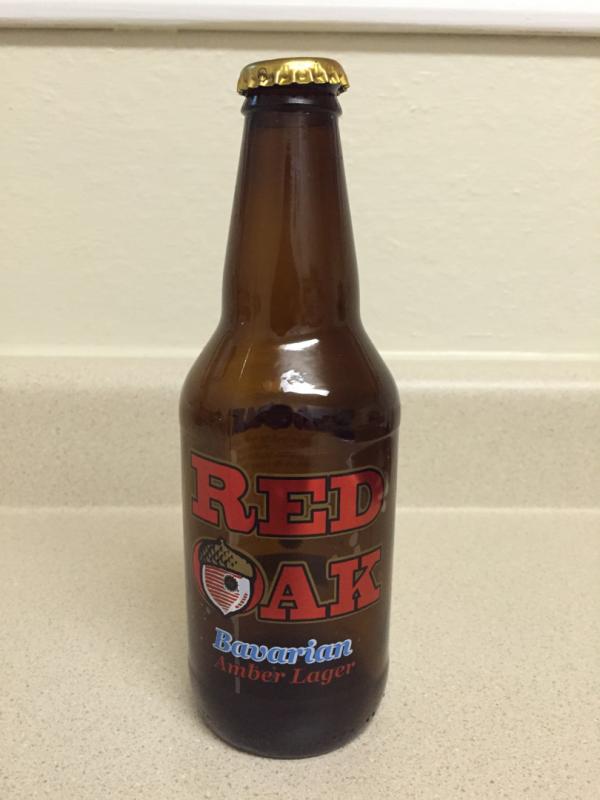 RED
OAK
Bavarian
Amber Lager